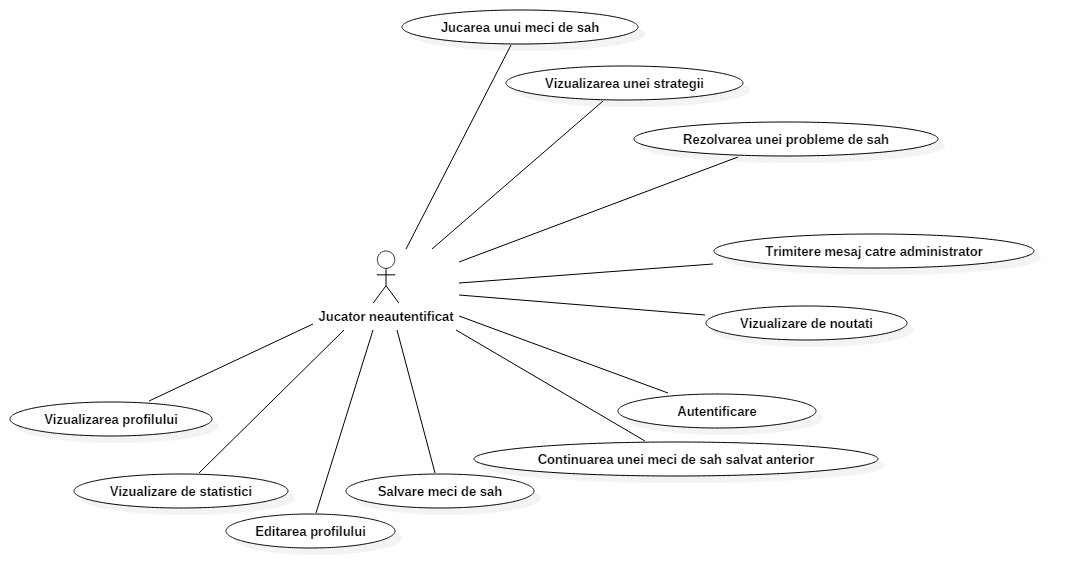 Jucarea unui meci de sah
Vizualizarea unei strategii
Rezolvarea unei probleme de sah
Trimitere mesaj catre administrator
Jucator neautentificat
Vizualizare de noutati
Autentificare
Vizualizarea profilului
Continuarea unei meci de sah salvat anterior
Vizualizare de statistici
Salvare meci de sah
Editarea profilului